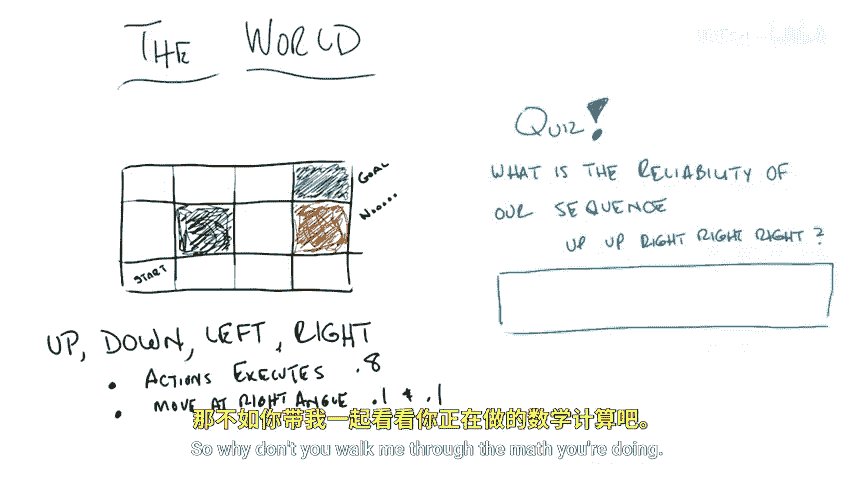 THE WORLD
GOAL
START
UP, DOWN, LEFT, RIGHT
• ACTIONS EXECUTES .8
• MOVE AT RIGHT ANGLE .1 & .1
QUIZ!
WHAT IS THE RELIABILITY OF
OUR SEQUENCE
UP UP RIGHT RIGHT RIGHT?
那不如你带我一起看看你正在做的数学计算吧。
So why don't you walk me through the math you're doing.